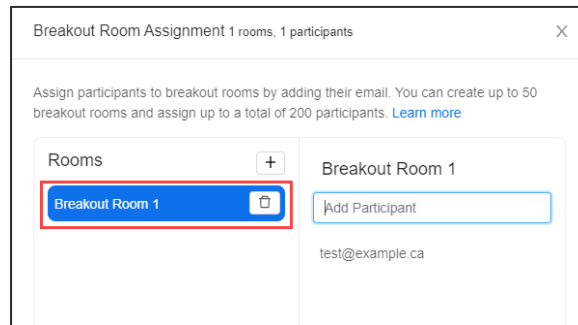 Breakout Room Assignment 1 rooms, 1 participants
Assign participants to breakout rooms by adding their email. You can create up to 50
breakout rooms and assign up to a total of 200 participants. Learn more
Rooms
Breakout Room 1
Breakout Room 1
Add Participant
test@example.ca